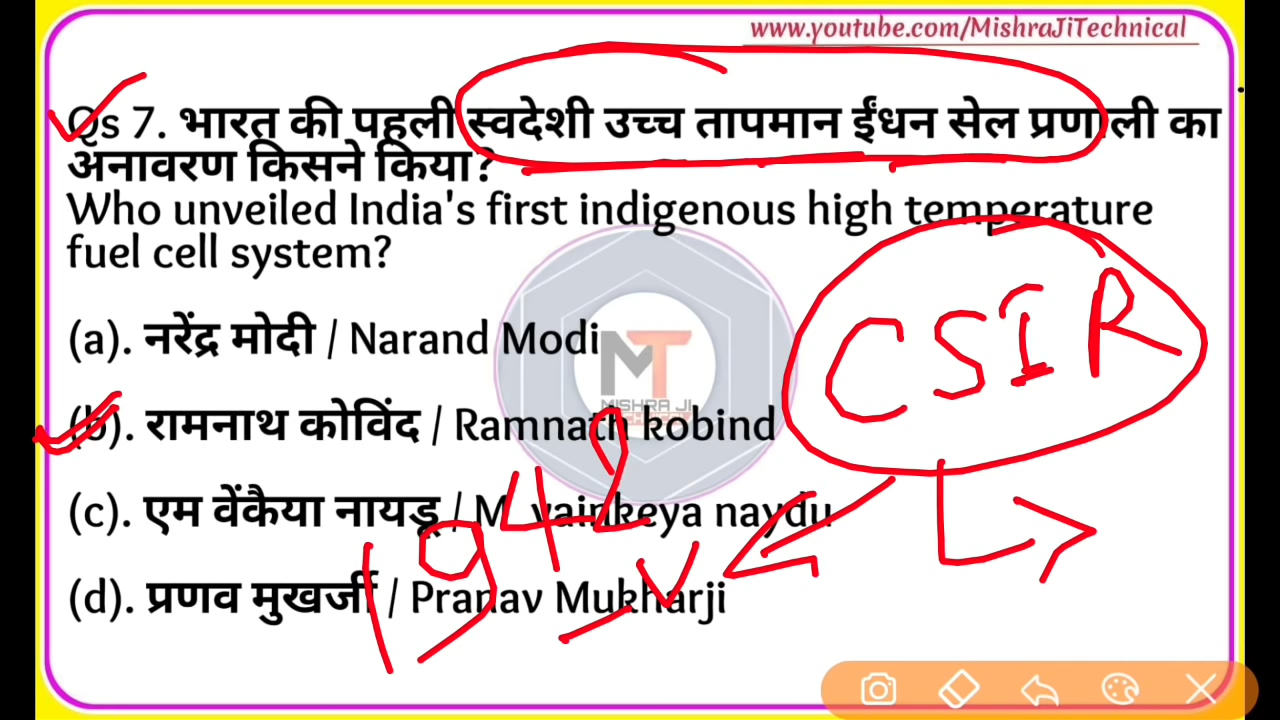 www.youtube.com/MishraJiTechnical
Qs 7. भारत की पहली स्वदेशी उच्च तापमान ईंधन सेल प्रणाली का
अनावरण किसने किया?
Who unveiled India's first indigenous high temperature
fuel cell system?
(a). नरेंद्र मोदी / Narand Modi
CSIR
MT
MISHRA JI
(b). रामनाथ कोविंद / Ramnath kobind
1942
(c). एम वेंकैया नायडू / M. vainkeya naydu
(d). प्रणव मुखर्जी / Pranav Mukharji